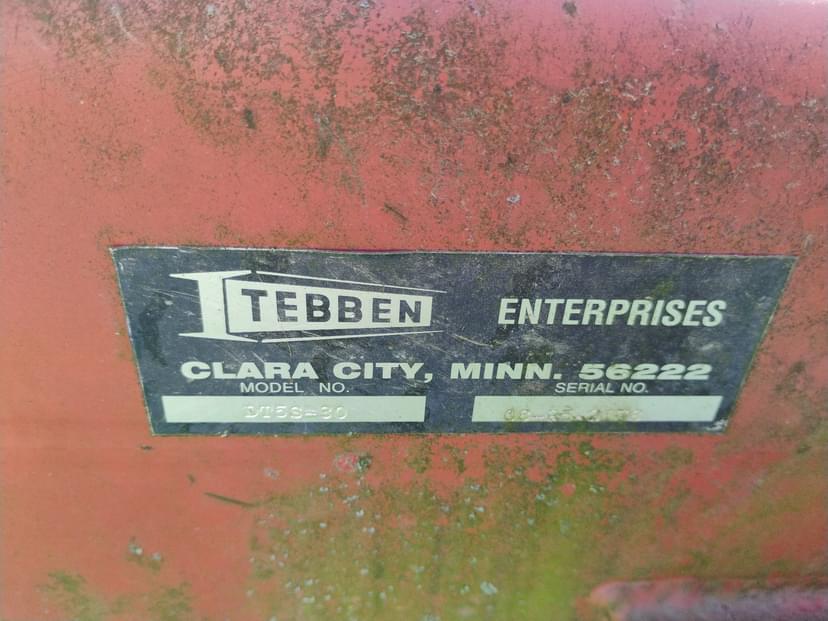 TEBBEN ENTERPRISES
CLARA CITY, MINN. 56222
MODEL NO. SERIAL NO.
DT5S-30